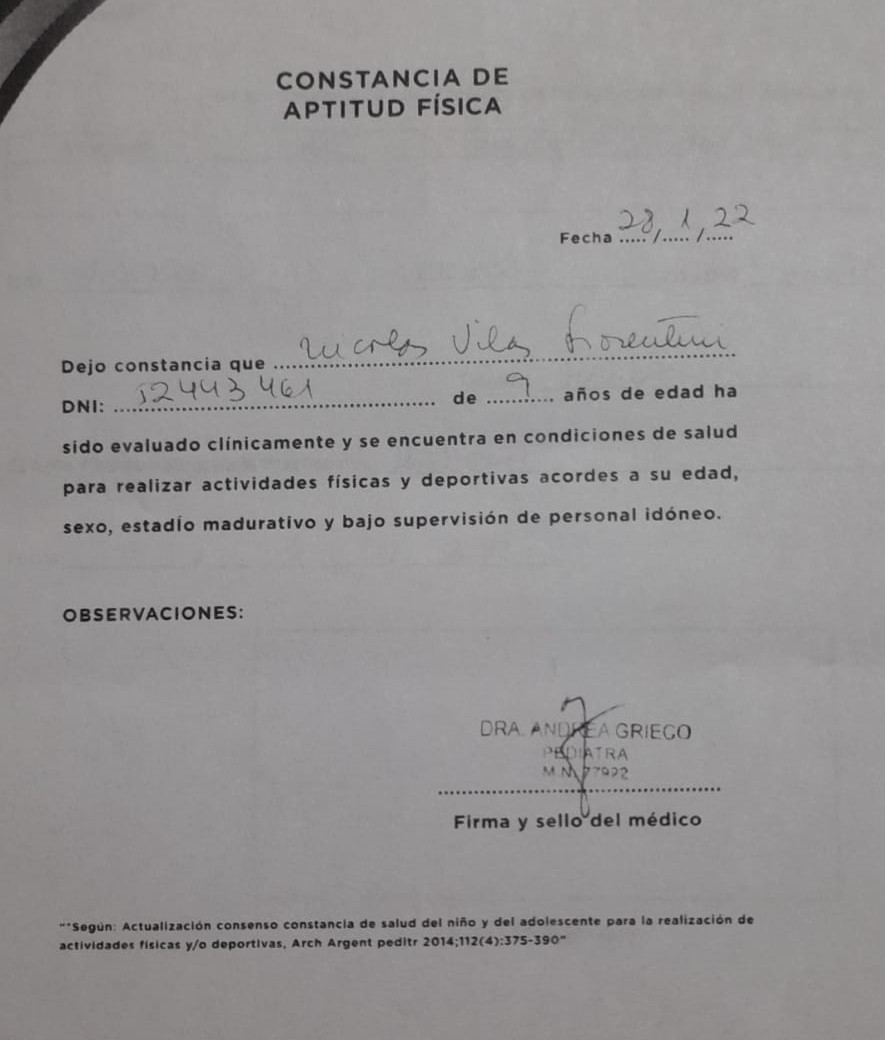 CONSTANCIA DE
APTITUD FÍSICA
Fecha 28/1/22
Dejo constancia que Nicolas Vilas Fiorentini
DNI: 52443461 de 9 años de edad ha
sido evaluado clínicamente y se encuentra en condiciones de salud
para realizar actividades físicas y deportivas acordes a su edad,
sexo, estadío madurativo y bajo supervisión de personal idóneo.
OBSERVACIONES:
DRA. ANDREA GRIECO
PEDIATRA
M.N. 77922
Firma y sello del médico
"*Según: Actualización consenso constancia de salud del niño y del adolescente para la realización de
actividades físicas y/o deportivas, Arch Argent peditr 2014;112(4):375-390"